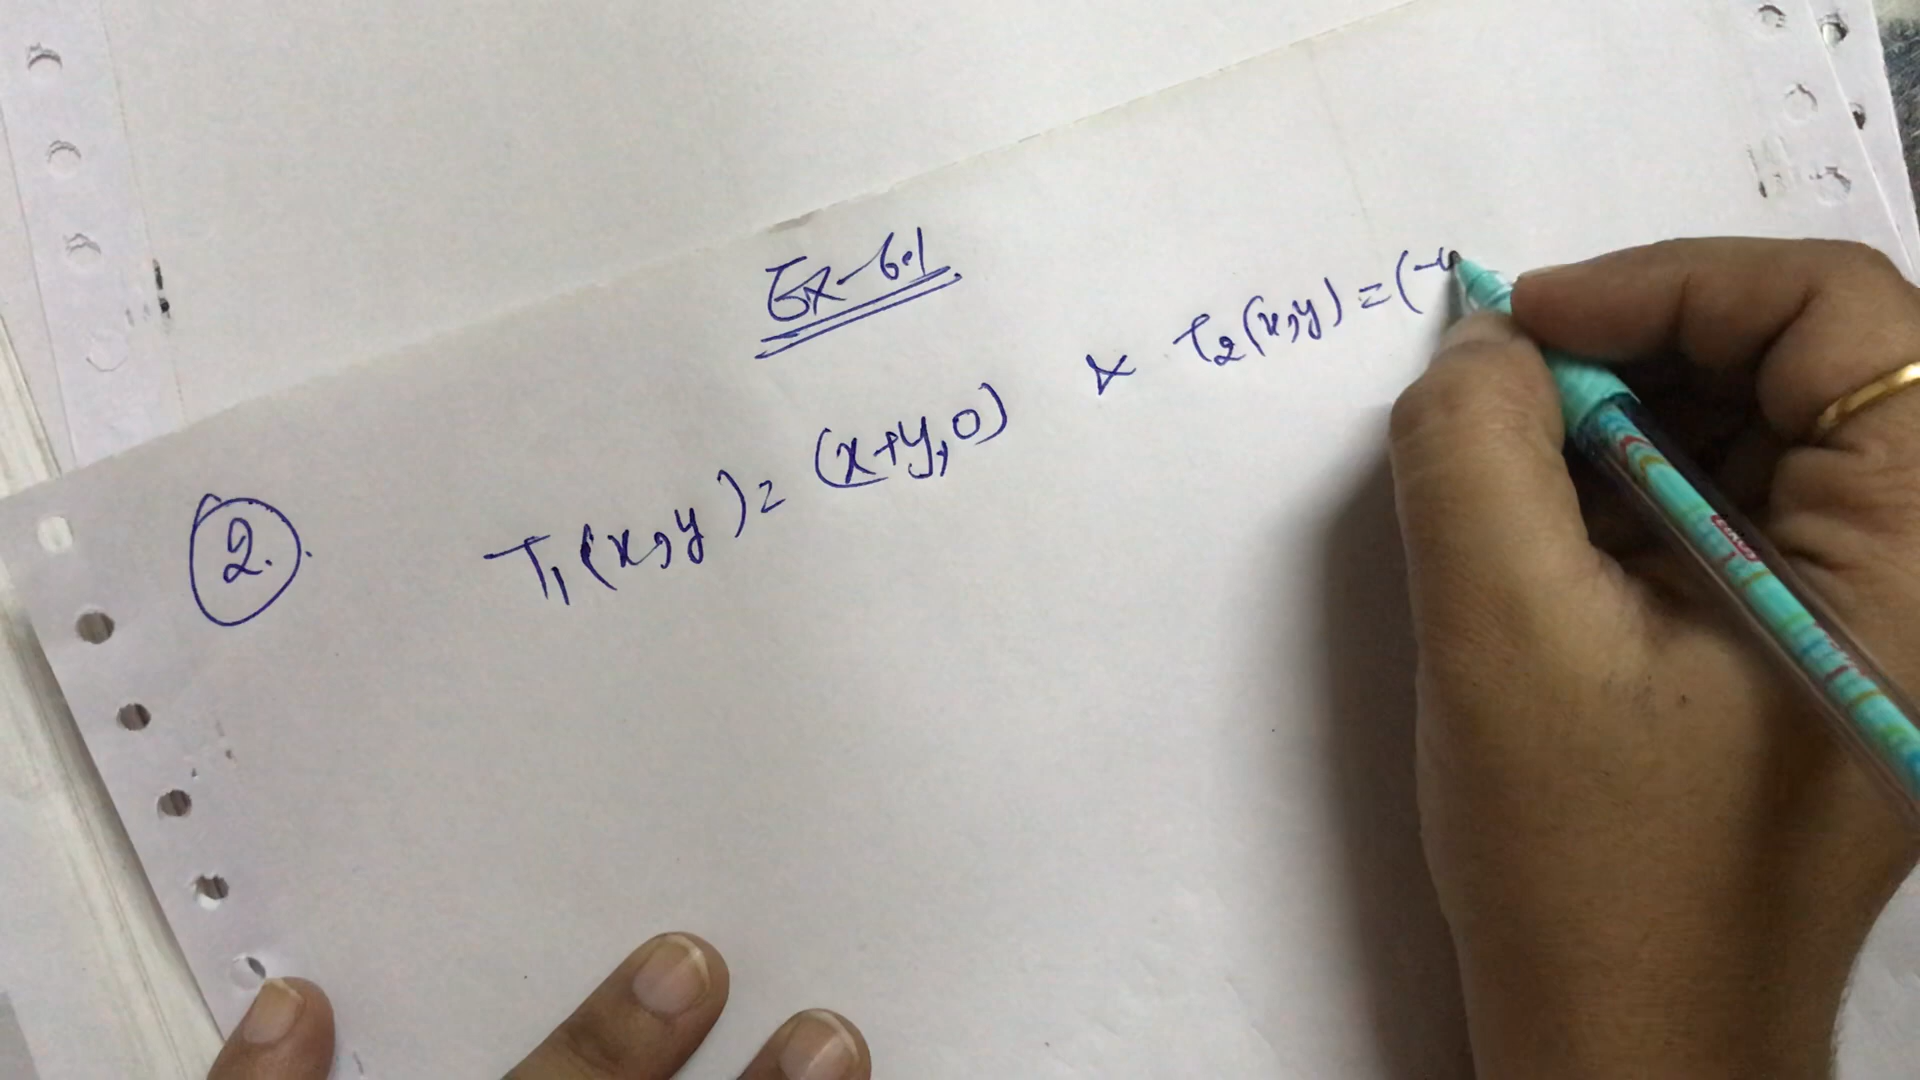 Ex-6.1
2. T₁(x,y) = (x+y,0) & T₂(x,y) = (-y